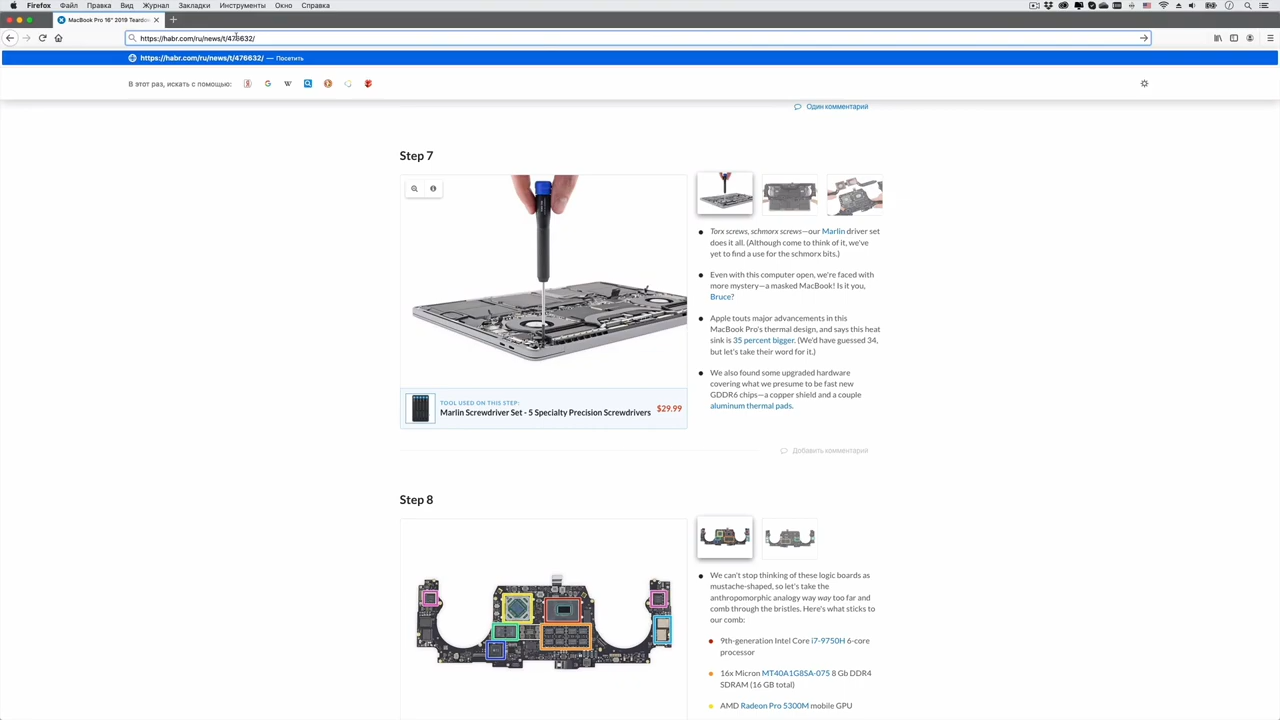 Firefox Файл Правка Вид Журнал Закладки Инструменты Окно Справка
MacBook Pro 16" 2019 Teardo
https://habr.com/ru/news/t/476632/
https://habr.com/ru/news/t/476632/ — Посетить
В этот раз, искать с помощью:
Один комментарий
Step 7
Torx screws, schmorx screws—our Marlin driver set
does it all. (Although come to think of it, we've
yet to find a use for the schmorx bits.)
Even with this computer open, we're faced with
more mystery—a masked MacBook! Is it you,
Bruce?
Apple touts major advancements in this
MacBook Pro's thermal design, and says this heat
sink is 35 percent bigger. (We'd have guessed 34,
but let's take their word for it.)
We also found some upgraded hardware
covering what we presume to be fast new
GDDR6 chips—a copper shield and a couple
aluminum thermal pads.
TOOL USED ON THIS STEP:
Marlin Screwdriver Set - 5 Specialty Precision Screwdrivers
$29.99
Добавить комментарий
Step 8
We can't stop thinking of these logic boards as
mustache-shaped, so let's take the
anthropomorphic analogy way way too far and
comb through the bristles. Here's what sticks to
our comb:
9th-generation Intel Core i7-9750H 6-core
processor
16x Micron MT40A1G8SA-075 8 Gb DDR4
SDRAM (16 GB total)
AMD Radeon Pro 5300M mobile GPU